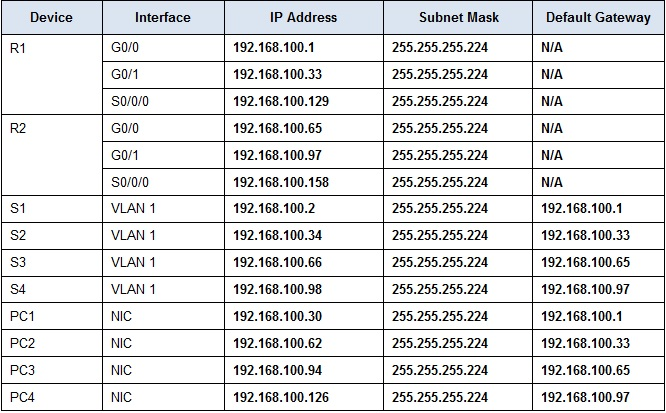 Device Interface IP Address Subnet Mask Default Gateway
R1 G0/0 192.168.100.1 255.255.255.224 N/A
G0/1 192.168.100.33 255.255.255.224 N/A
S0/0/0 192.168.100.129 255.255.255.224 N/A
R2 G0/0 192.168.100.65 255.255.255.224 N/A
G0/1 192.168.100.97 255.255.255.224 N/A
S0/0/0 192.168.100.158 255.255.255.224 N/A
S1 VLAN 1 192.168.100.2 255.255.255.224 192.168.100.1
S2 VLAN 1 192.168.100.34 255.255.255.224 192.168.100.33
S3 VLAN 1 192.168.100.66 255.255.255.224 192.168.100.65
S4 VLAN 1 192.168.100.98 255.255.255.224 192.168.100.97
PC1 NIC 192.168.100.30 255.255.255.224 192.168.100.1
PC2 NIC 192.168.100.62 255.255.255.224 192.168.100.33
PC3 NIC 192.168.100.94 255.255.255.224 192.168.100.65
PC4 NIC 192.168.100.126 255.255.255.224 192.168.100.97